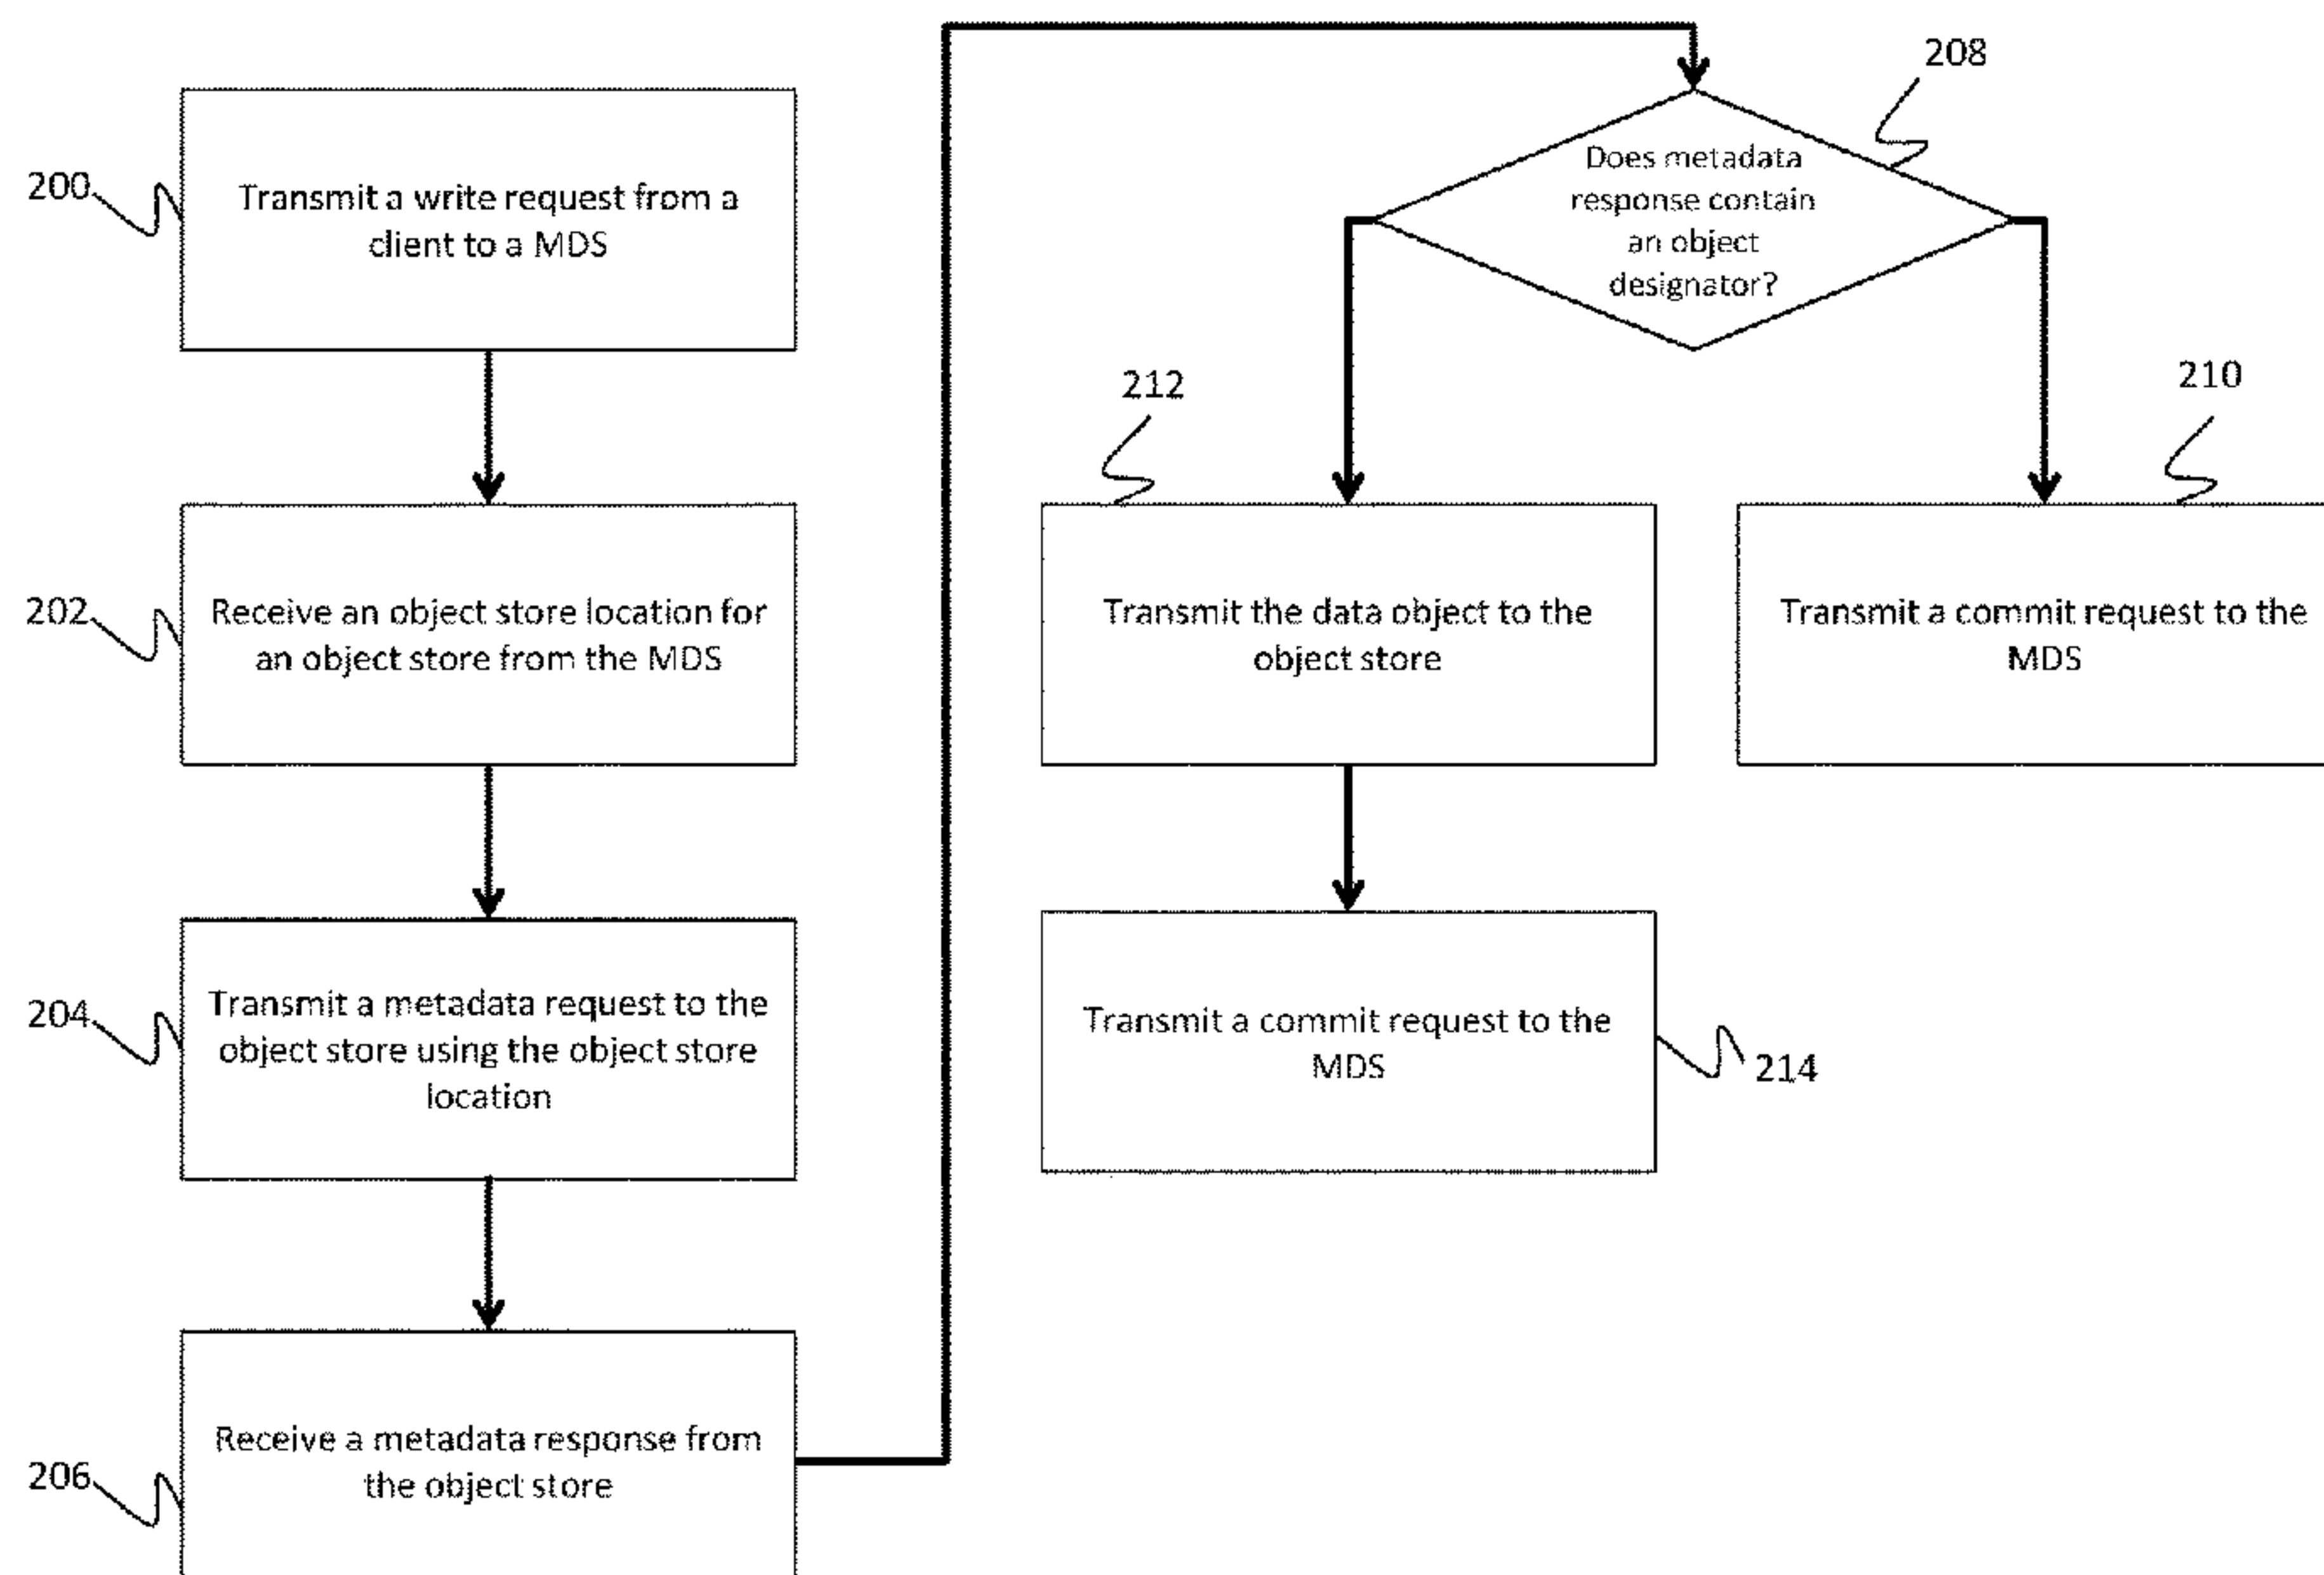 200
Transmit a write request from a
client to a MDS
202
Receive an object store location for
an object store from the MDS
204
Transmit a metadata request to the
object store using the object store
location
206
Receive a metadata response from
the object store
208
Does metadata
response contain
an object
designator?
212
Transmit the data object to the
object store
210
Transmit a commit request to the
MDS
Transmit a commit request to the
MDS
214